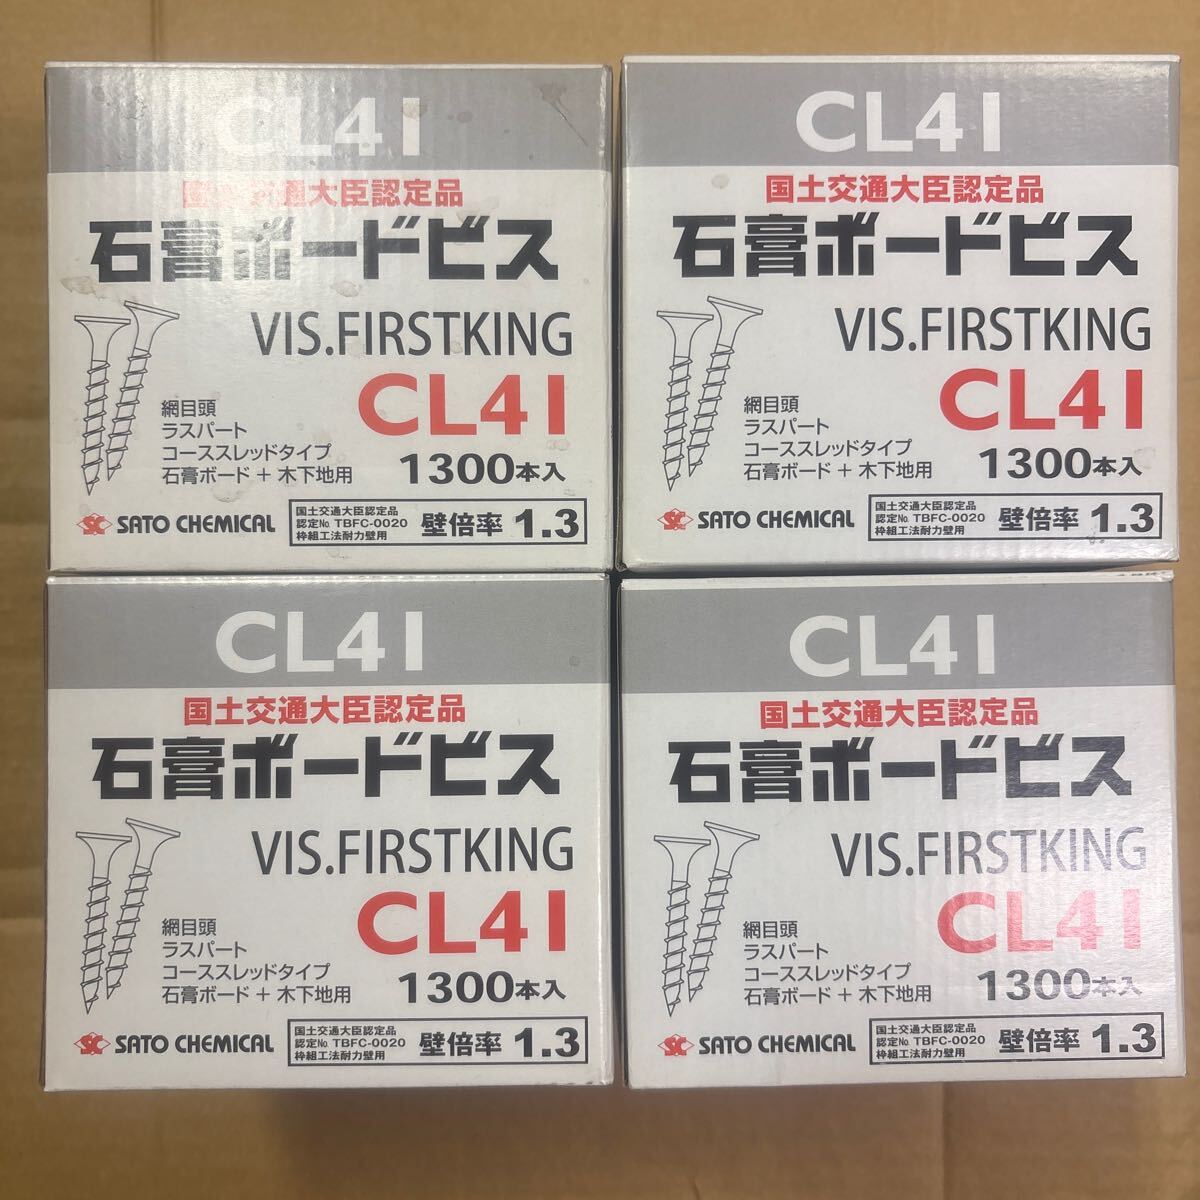 CL41
国土交通大臣認定品
石膏ボードビス
VIS.FIRSTKING
CL41
網目頭
ラスパート
コーススレッドタイプ
石膏ボード + 木下地用
1300本入
SC SATO CHEMICAL
国土交通大臣認定品
認定No. TBFC-0020
枠組工法耐力壁用
壁倍率 1.3
CL41
国土交通大臣認定品
石膏ボードビス
VIS.FIRSTKING
CL41
網目頭
ラスパート
コーススレッドタイプ
石膏ボード + 木下地用
1300本入
SC SATO CHEMICAL
国土交通大臣認定品
認定No. TBFC-0020
枠組工法耐力壁用
壁倍率 1.3
CL41
国土交通大臣認定品
石膏ボードビス
VIS.FIRSTKING
CL41
網目頭
ラスパート
コーススレッドタイプ
石膏ボード + 木下地用
1300本入
SC SATO CHEMICAL
国土交通大臣認定品
認定No. TBFC-0020
枠組工法耐力壁用
壁倍率 1.3
CL41
国土交通大臣認定品
石膏ボードビス
VIS.FIRSTKING
CL41
網目頭
ラスパート
コーススレッドタイプ
石膏ボード + 木下地用
1300本入
SC SATO CHEMICAL
国土交通大臣認定品
認定No. TBFC-0020
枠組工法耐力壁用
壁倍率 1.3